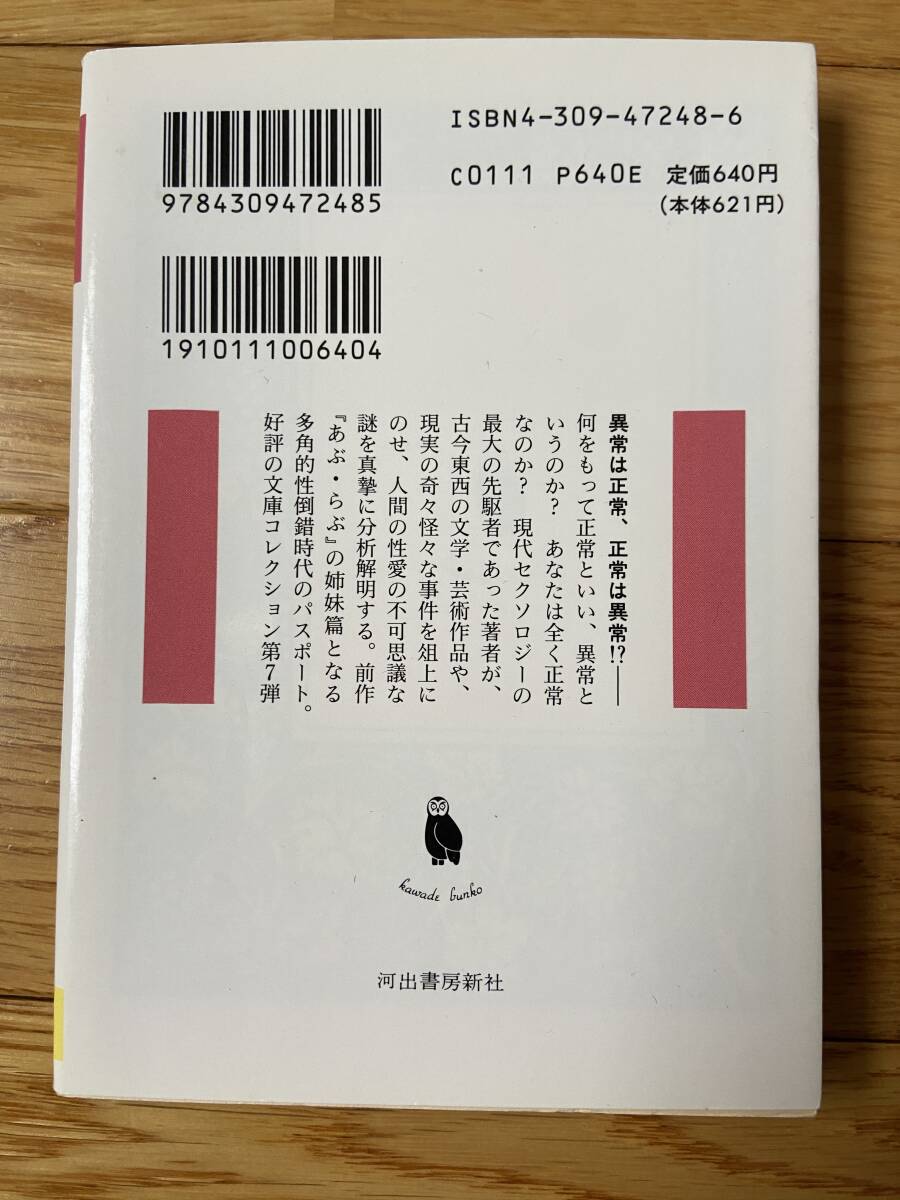 ISBN4-309-47248-6
C0111 P640E 定価640円
(本体621円)
9784309472485
1910111006404
異常は正常、正常は異常!?――
何をもって正常といい、異常と
いうのか? あなたは全く正常
なのか? 現代セクソロジーの
最大の先駆者であった著者が、
古今東西の文学・芸術作品や、
現実の奇々怪々な事件を俎上に
のせ、人間の性愛の不可思議な
謎を真摯に分析解明する。前作
『あぶ・らぶ』の姉妹篇となる
多角的性倒錯時代のパスポート。
好評の文庫コレクション第7弾
kawade bunko
河出書房新社